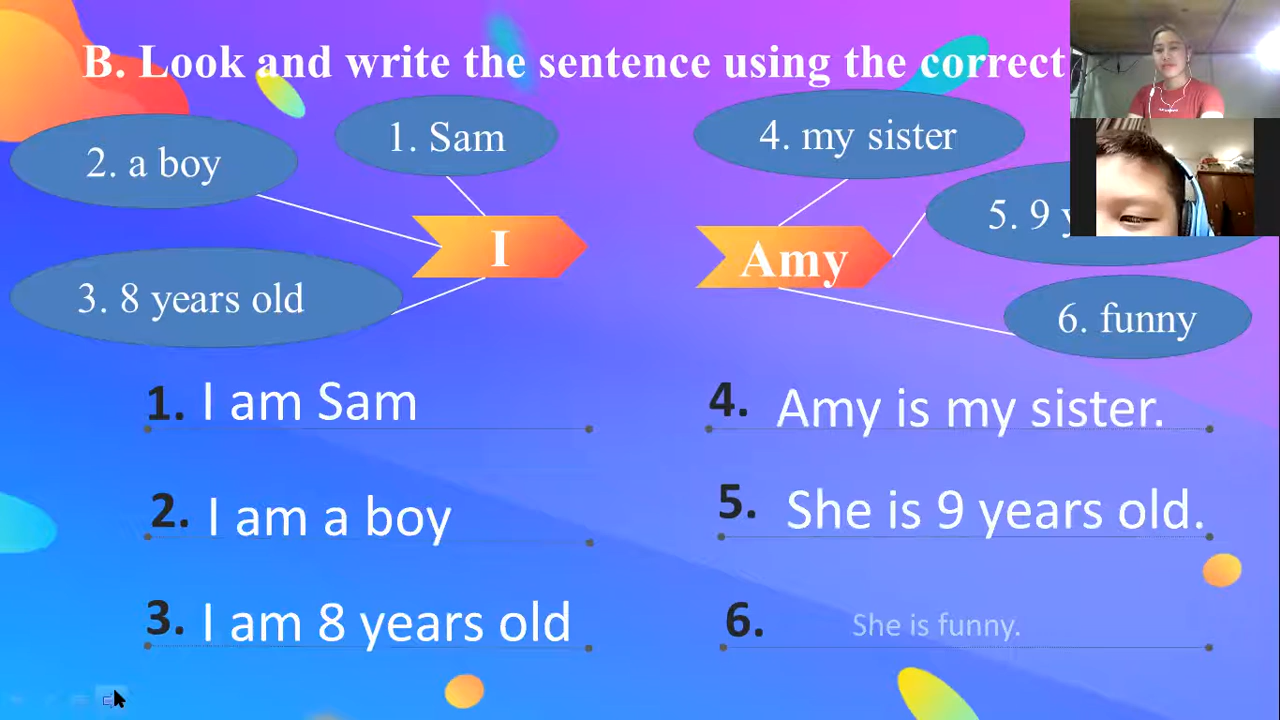 B. Look and write the sentence using the correct
1. Sam
2. a boy
3. 8 years old
I
4. my sister
5. 9
6. funny
Amy
1. I am Sam
2. I am a boy
3. I am 8 years old
4. Amy is my sister.
5. She is 9 years old.
6. She is funny.